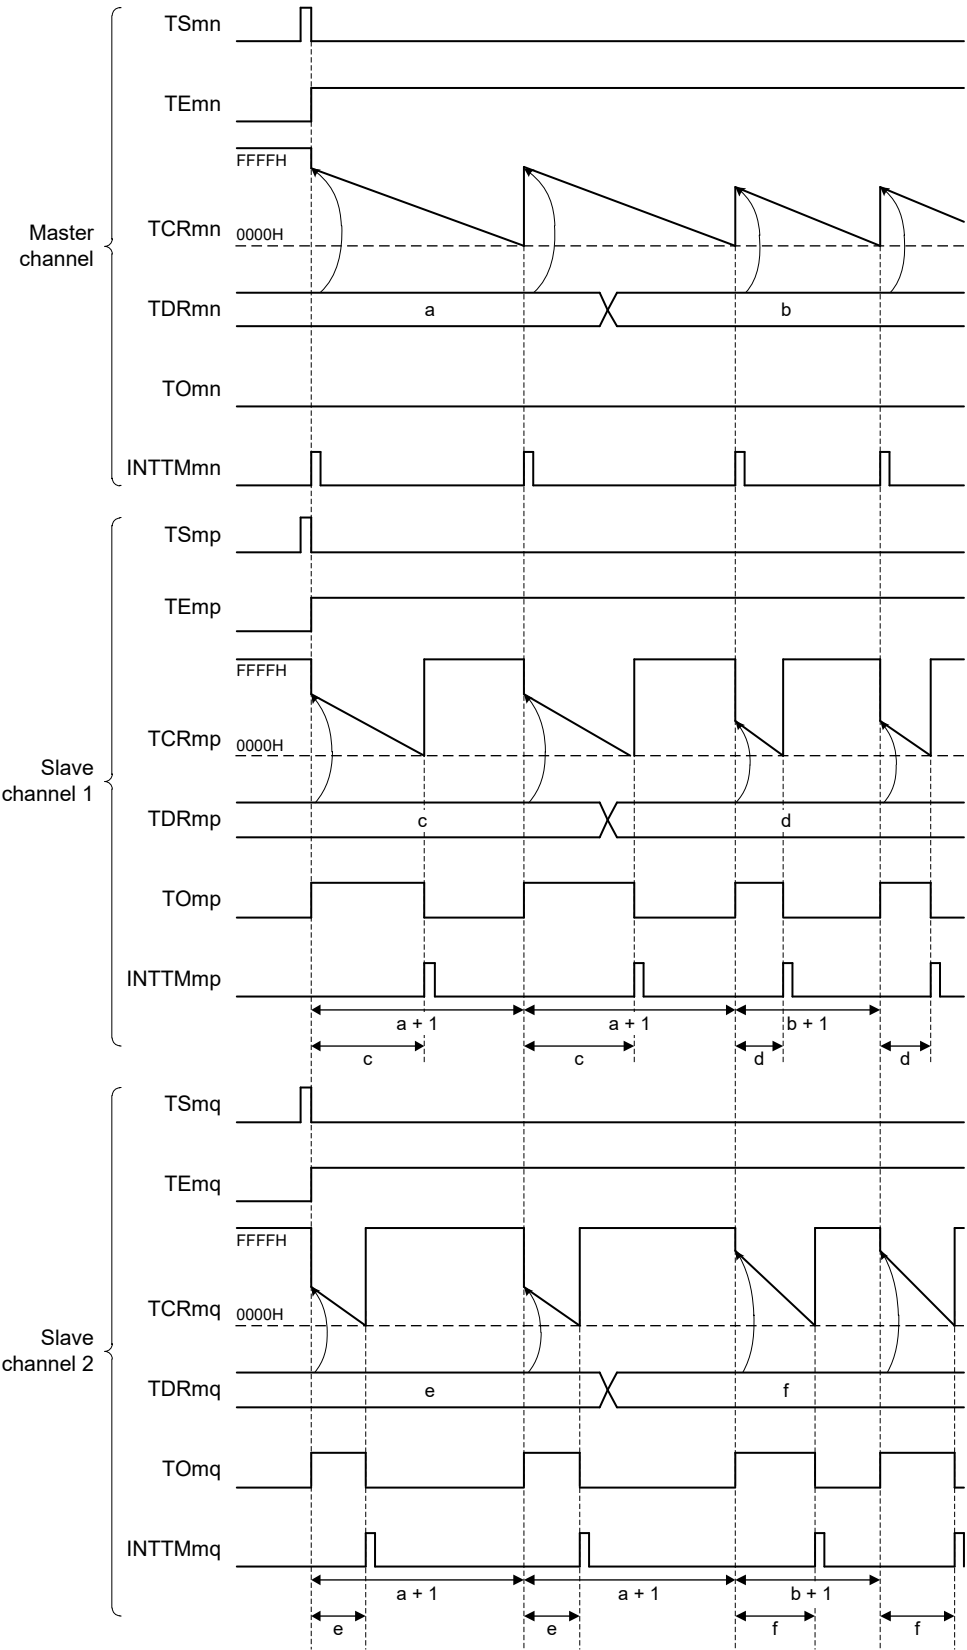 TSmn
TEmn
FFFFH
Master
channel
TCRmn
0000H
TDRmn
a
b
TOmn
INTTMmn
TSmp
TEmp
FFFFH
TCRmp
0000H
Slave
channel 1
TDRmp
c
d
TOmp
INTTMmp
a + 1
a + 1
b + 1
c
c
d
d
TSmq
TEmq
FFFFH
TCRmq
0000H
Slave
channel 2
TDRmq
e
f
TOmq
INTTMmq
a + 1
a + 1
b + 1
e
e
f
f